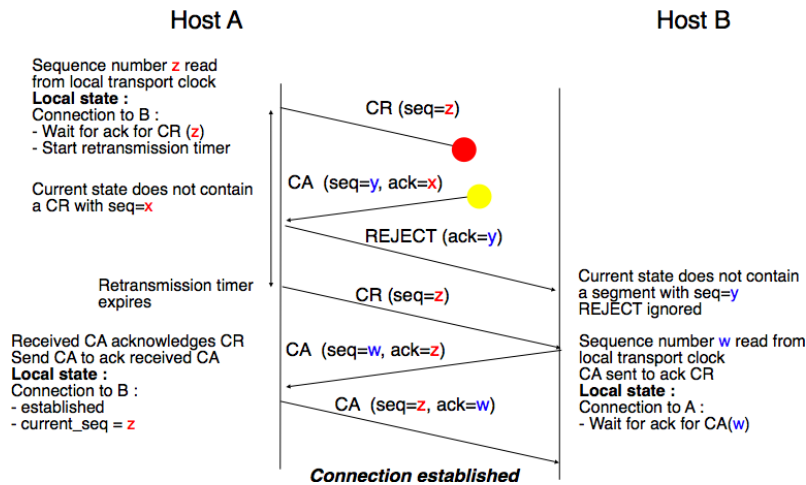 Host A
Host B
Sequence number z read
from local transport clock
Local state :
Connection to B :
- Wait for ack for CR (z)
- Start retransmission timer
CR (seq=z)
CA (seq=y, ack=x)
Current state does not contain
a CR with seq=x
REJECT (ack=y)
Current state does not contain
a segment with seq=y
REJECT ignored
Retransmission timer
expires
CR (seq=z)
Received CA acknowledges CR
Send CA to ack received CA
Local state :
Connection to B :
- established
- current_seq = z
CA (seq=w, ack=z)
Sequence number w read from
local transport clock
CA sent to ack CR
Local state :
Connection to A :
- Wait for ack for CA(w)
CA (seq=z, ack=w)
Connection established